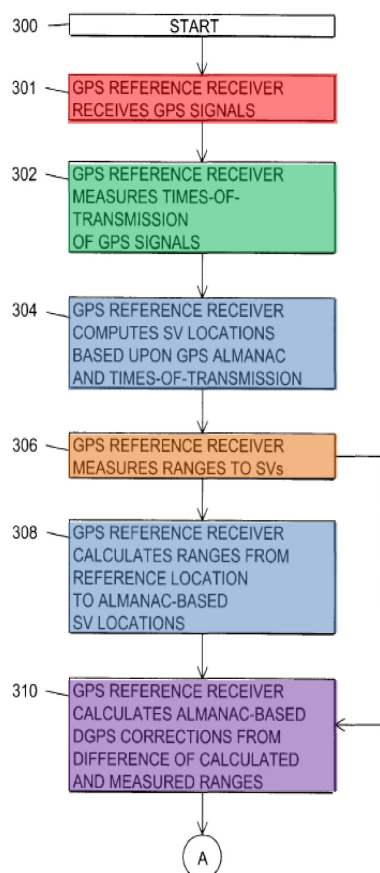 300
START
301
GPS REFERENCE RECEIVER
RECEIVES GPS SIGNALS
302
GPS REFERENCE RECEIVER
MEASURES TIMES-OF-
TRANSMISSION
OF GPS SIGNALS
304
GPS REFERENCE RECEIVER
COMPUTES SV LOCATIONS
BASED UPON GPS ALMANAC
AND TIMES-OF-TRANSMISSION
306
GPS REFERENCE RECEIVER
MEASURES RANGES TO SVs
308
GPS REFERENCE RECEIVER
CALCULATES RANGES FROM
REFERENCE LOCATION
TO ALMANAC-BASED
SV LOCATIONS
310
GPS REFERENCE RECEIVER
CALCULATES ALMANAC-BASED
DGPS CORRECTIONS FROM
DIFFERENCE OF CALCULATED
AND MEASURED RANGES
A